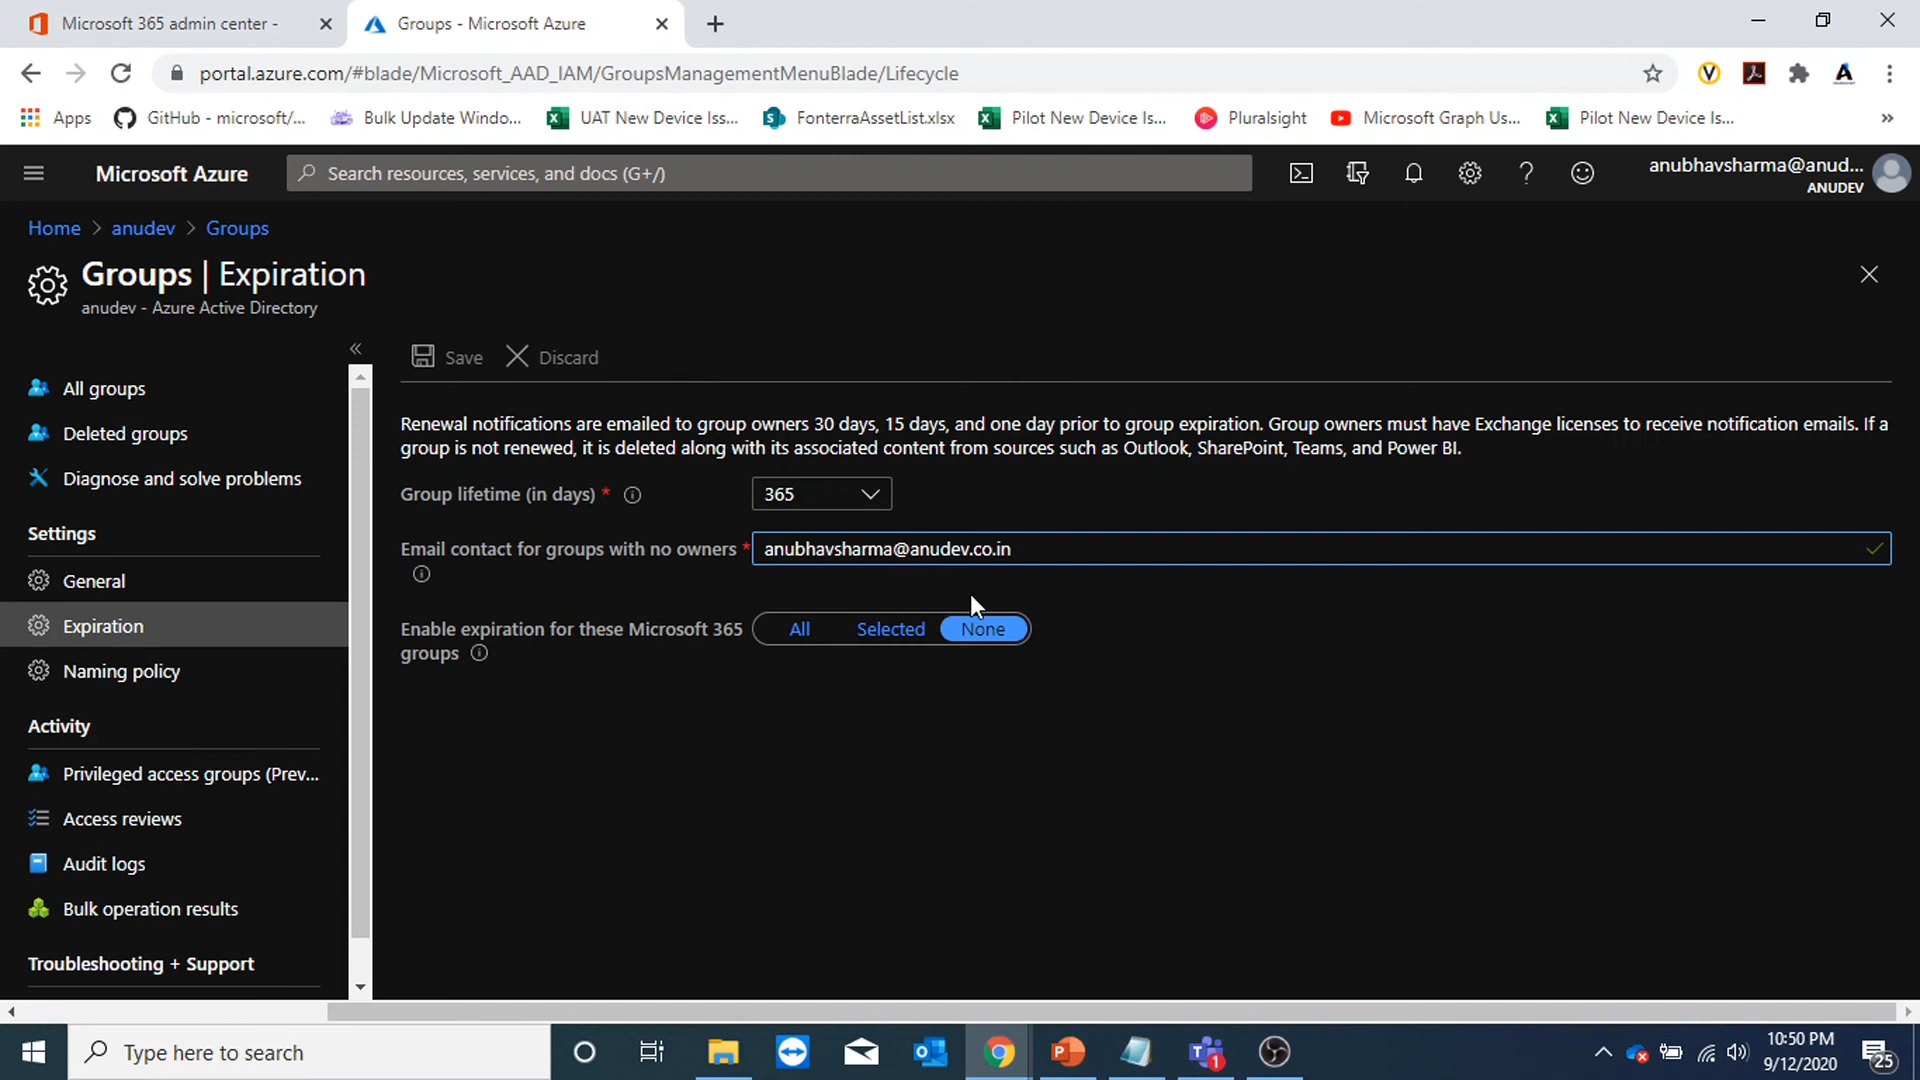 Microsoft 365 admin center -
Groups - Microsoft Azure
portal.azure.com/#blade/Microsoft_AAD_IAM/GroupsManagementMenuBlade/Lifecycle
Apps
GitHub - microsoft/...
Bulk Update Windo...
UAT New Device Iss...
FonterraAssetList.xlsx
Pilot New Device Is...
Pluralsight
Microsoft Graph Us...
Pilot New Device Is...
Microsoft Azure
Search resources, services, and docs (G+/)
anubhavsharma@anud...
ANUDEV
Home > anudev > Groups
Groups | Expiration
anudev - Azure Active Directory
All groups
Deleted groups
Diagnose and solve problems
Settings
General
Expiration
Naming policy
Activity
Privileged access groups (Prev...
Access reviews
Audit logs
Bulk operation results
Troubleshooting + Support
Save
Discard
Renewal notifications are emailed to group owners 30 days, 15 days, and one day prior to group expiration. Group owners must have Exchange licenses to receive notification emails. If a
group is not renewed, it is deleted along with its associated content from sources such as Outlook, SharePoint, Teams, and Power BI.
Group lifetime (in days) *
365
Email contact for groups with no owners *
anubhavsharma@anudev.co.in
Enable expiration for these Microsoft 365
groups
All
Selected
None
Type here to search
1
10:50 PM
9/12/2020
25